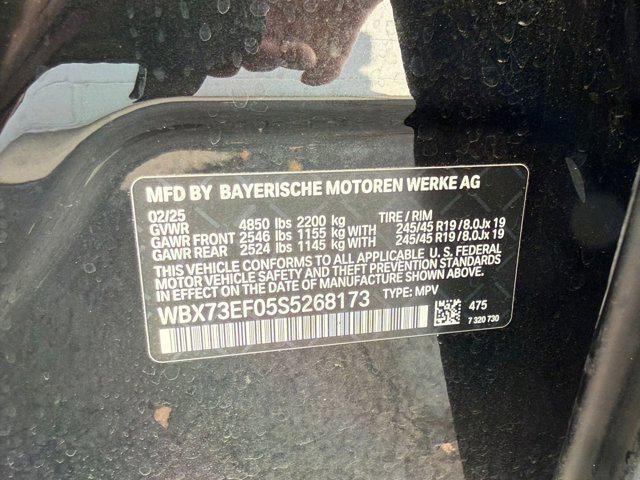 MFD BY BAYERISCHE MOTOREN WERKE AG
02/25 TIRE / RIM
GVWR 4850 lbs 2200 kg
GAWR FRONT 2546 lbs 1155 kg WITH 245/45 R19/8.0Jx19
GAWR REAR 2524 lbs 1145 kg WITH 245/45 R19/8.0Jx19
THIS VEHICLE CONFORMS TO ALL APPLICABLE U. S. FEDERAL
MOTOR VEHICLE SAFETY AND THEFT PREVENTION STANDARDS
IN EFFECT ON THE DATE OF MANUFACTURE SHOWN ABOVE.
WBX73EF05S5268173 TYPE: MPV
475
7 320 730